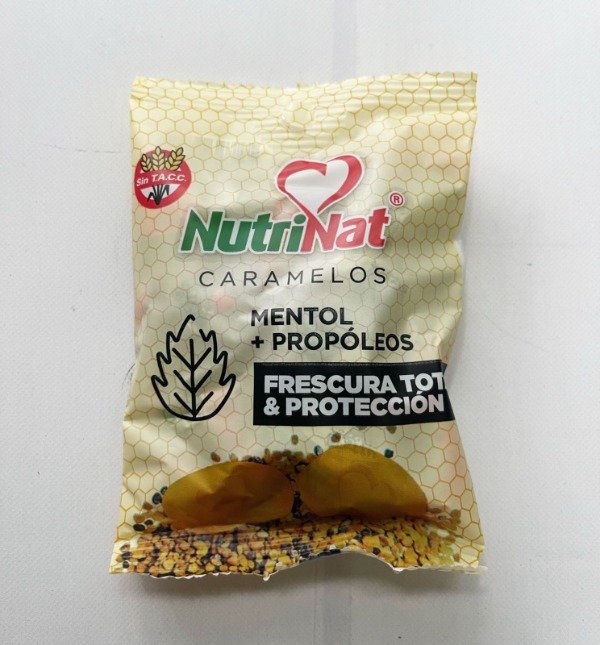 Sin T.A.C.C.
NutriNat®
CARAMELOS
MENTOL
+ PROPÓLEOS
FRESCURA TOT
& PROTECCIÓN